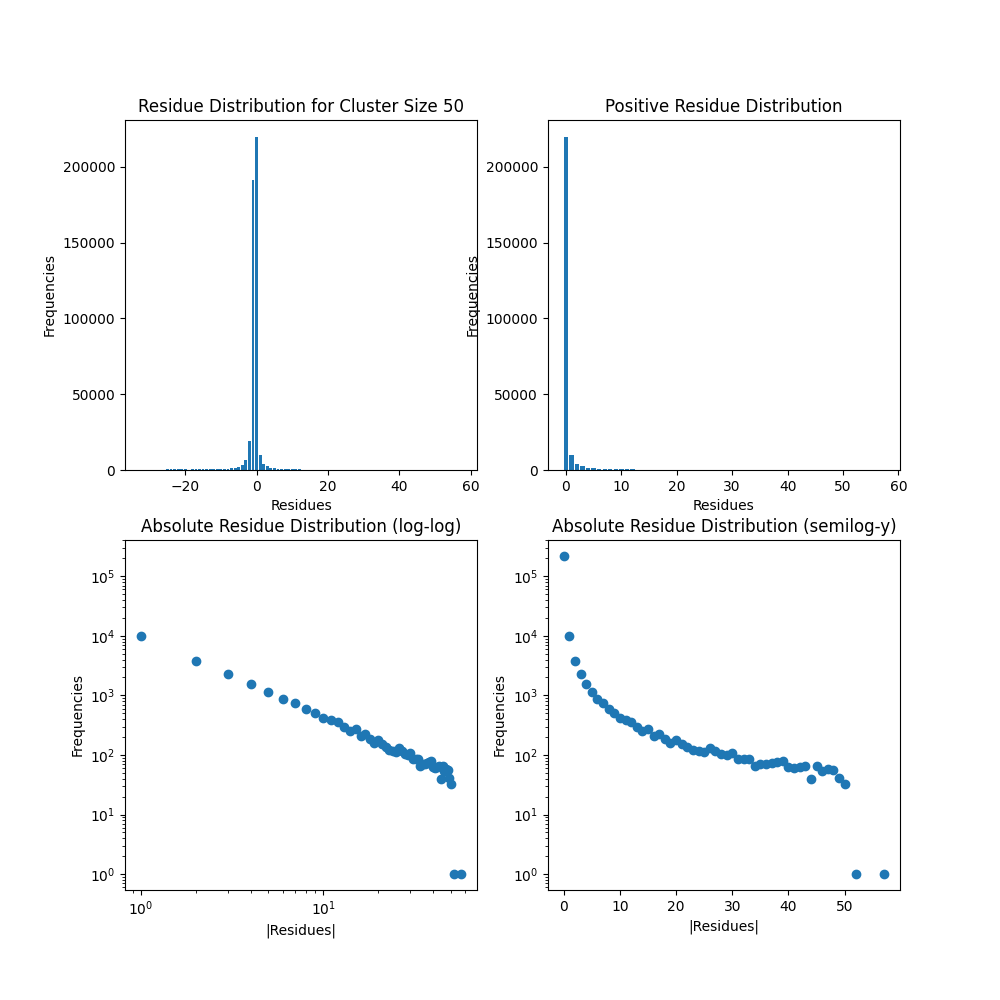 Residue Distribution for Cluster Size 50
Frequencies
200000
150000
100000
50000
0
−20 0 20 40 60
Residues
Positive Residue Distribution
Frequencies
200000
150000
100000
50000
0
0 10 20 30 40 50 60
Residues
Absolute Residue Distribution (log-log)
Frequencies
10⁵
10⁴
10³
10²
10¹
10⁰
10⁰ 10¹
|Residues|
Absolute Residue Distribution (semilog-y)
Frequencies
10⁵
10⁴
10³
10²
10¹
10⁰
0 10 20 30 40 50
|Residues|